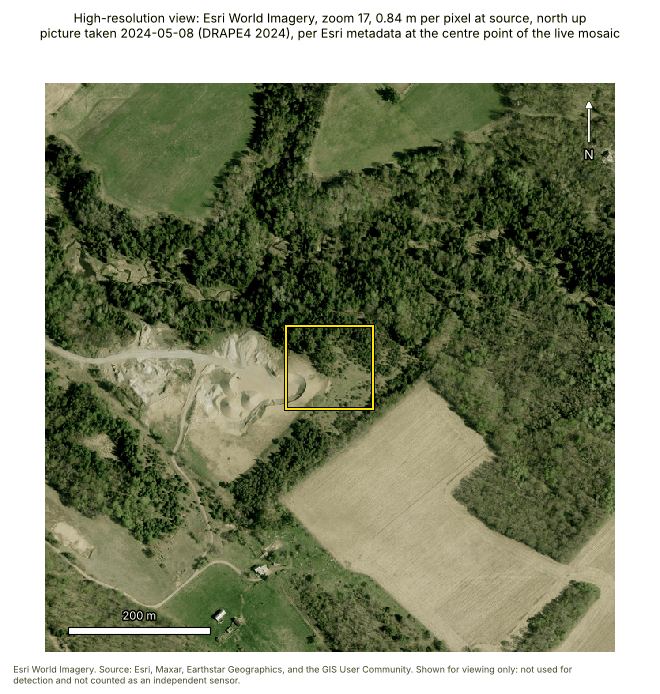 High-resolution view: Esri World Imagery, zoom 17, 0.84 m per pixel at source, north up
picture taken 2024-05-08 (DRAPE4 2024), per Esri metadata at the centre point of the live mosaic
N
200 m
Esri World Imagery. Source: Esri, Maxar, Earthstar Geographics, and the GIS User Community. Shown for viewing only: not used for
detection and not counted as an independent sensor.